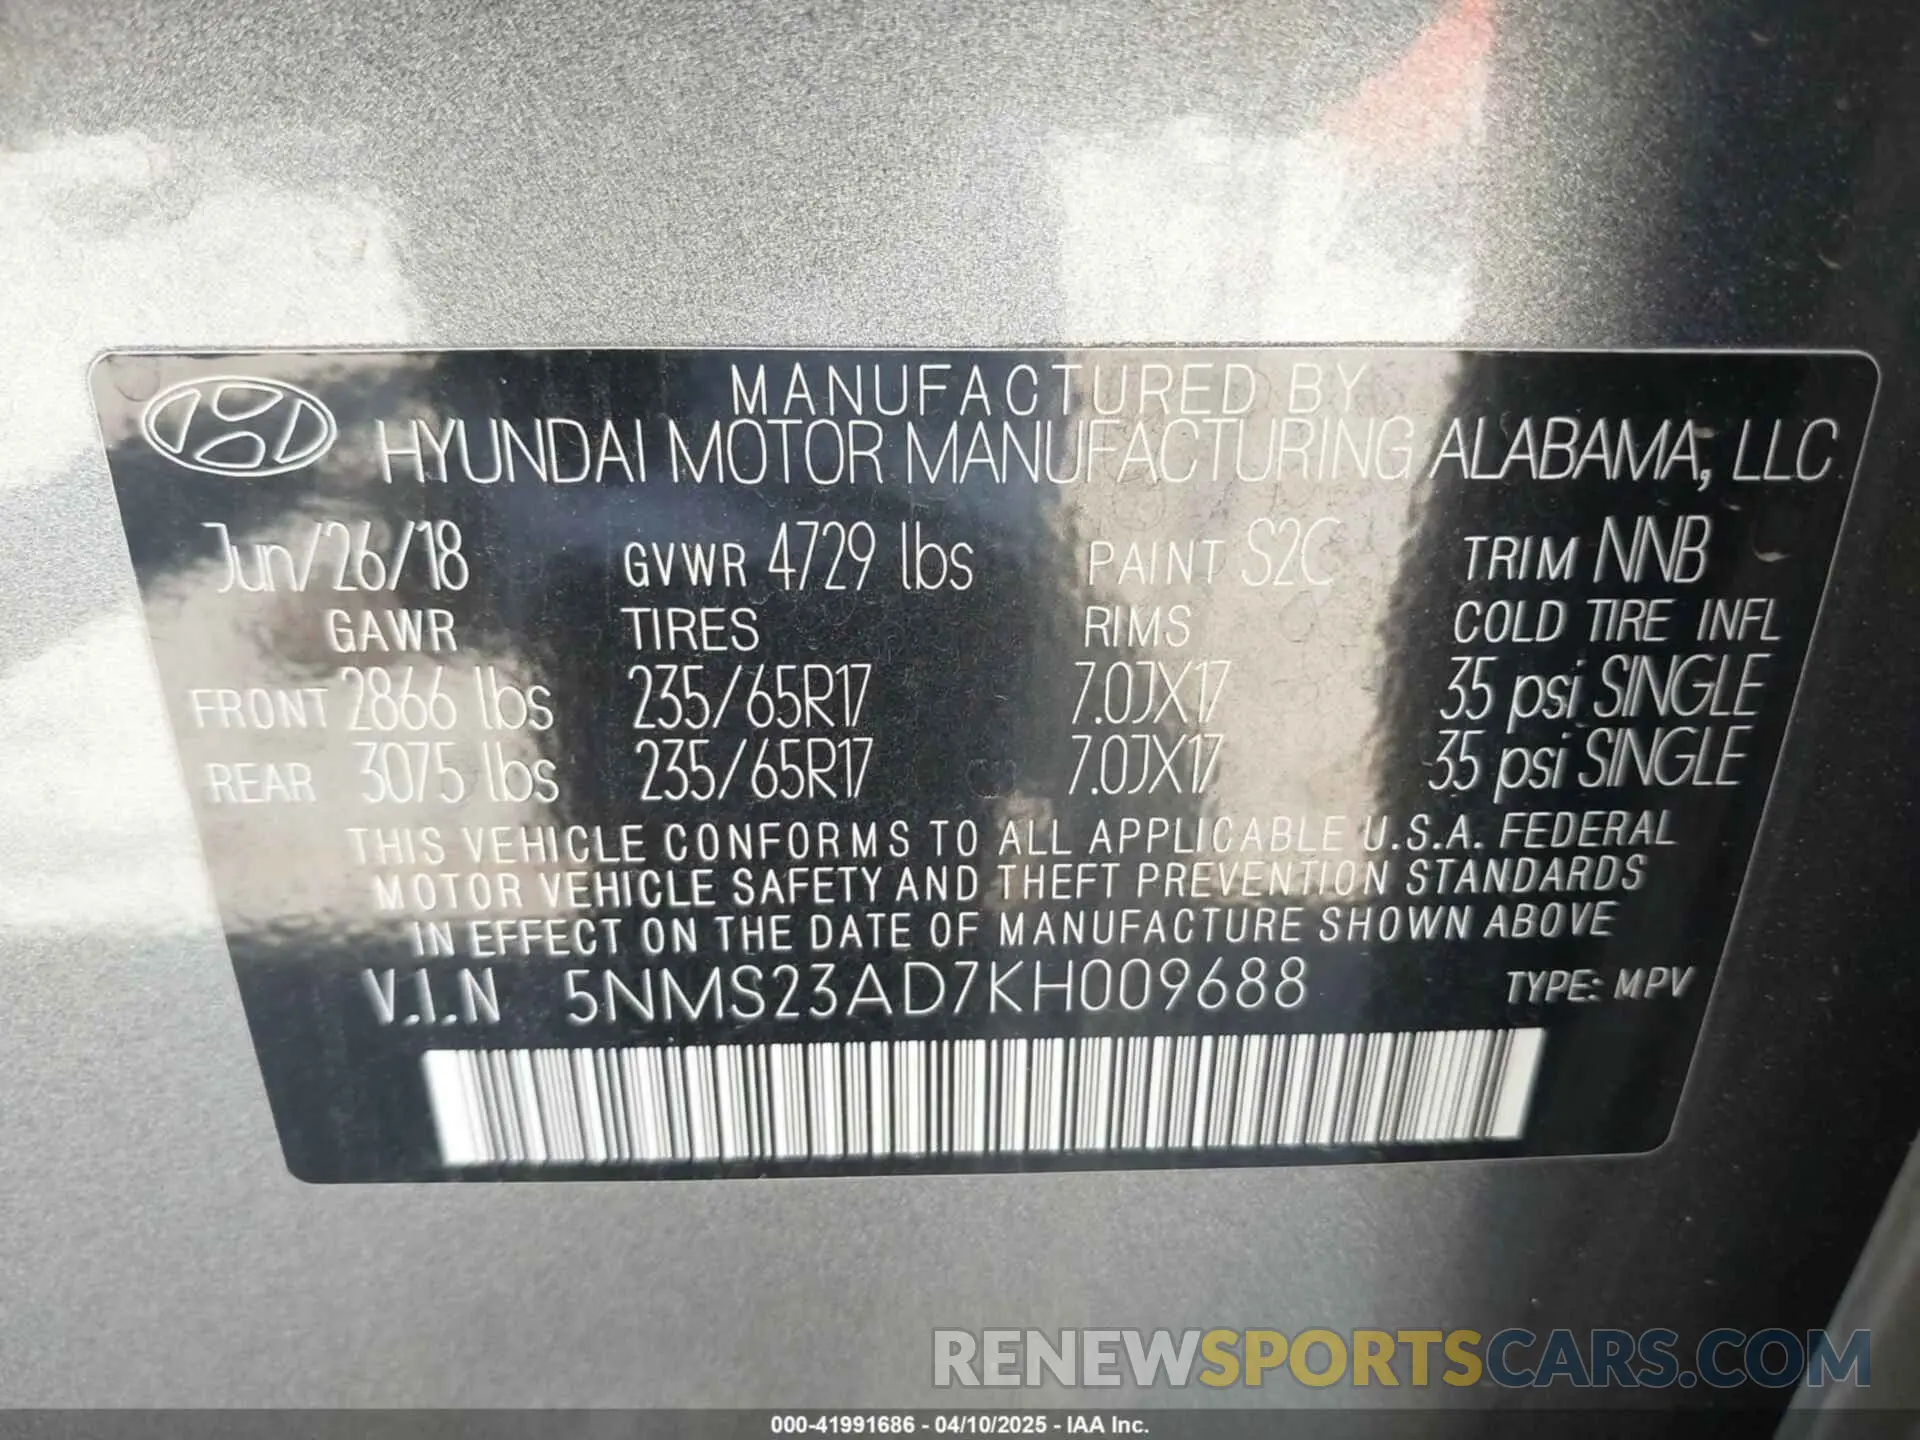 MANUFACTURED BY
HYUNDAI MOTOR MANUFACTURING ALABAMA, LLC
Jun/26/18 GVWR 4729 lbs PAINT S2C TRIM NNB
GAWR TIRES RIMS COLD TIRE INFL
FRONT 2866 lbs 235/65R17 7.0JX17 35 psi SINGLE
REAR 3075 lbs 235/65R17 7.0JX17 35 psi SINGLE
THIS VEHICLE CONFORMS TO ALL APPLICABLE U.S.A. FEDERAL
MOTOR VEHICLE SAFETY AND THEFT PREVENTION STANDARDS
IN EFFECT ON THE DATE OF MANUFACTURE SHOWN ABOVE
V.I.N 5NMS23AD7KH009688 TYPE: MPV
RENEWSPORTSCARS.COM
000-41991686 - 04/10/2025 - IAA Inc.